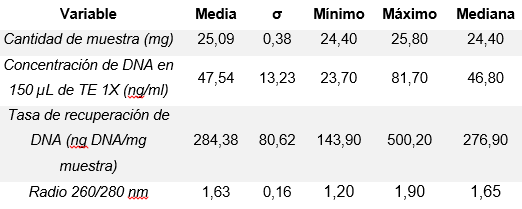 Variable Media σ Mínimo Máximo Mediana
Cantidad de muestra (mg) 25,09 0,38 24,40 25,80 24,40
Concentración de DNA en
150 µL de TE 1X (ng/ml) 47,54 13,23 23,70 81,70 46,80
Tasa de recuperación de
DNA (ng DNA/mg 284,38 80,62 143,90 500,20 276,90
muestra)
Radio 260/280 nm 1,63 0,16 1,20 1,90 1,65